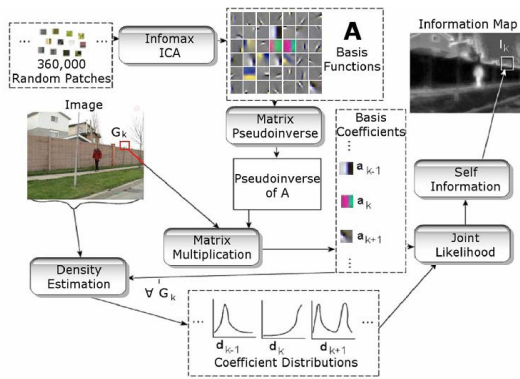 360,000
Random Patches
Infomax
ICA
A
Basis
Functions
Information Map
I k
Image
G k
Matrix
Pseudoinverse
Basis
Coefficients
Pseudoinverse
of A
a k-1
a k
a k+1
Self
Information
Matrix
Multiplication
Joint
Likelihood
Density
Estimation
∀ G k
d k-1
d k
d k+1
Coefficient Distributions